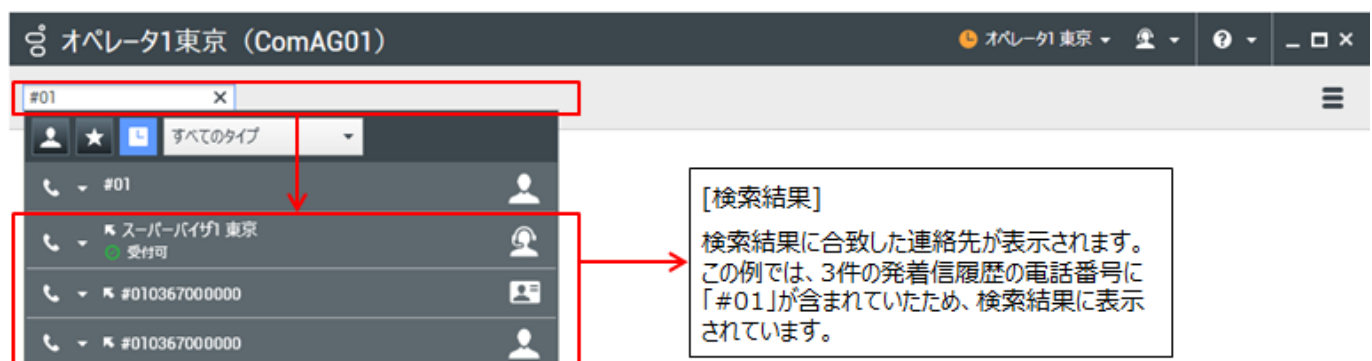 オペレータ1東京（ComAG01）
オペレータ1 東京
#01
すべてのタイプ
#01
スーパーバイザ1 東京
受付可
#010367000000
#010367000000
[検索結果]
検索結果に合致した連絡先が表示されます。
この例では、3件の発着信履歴の電話番号に
「#01」が含まれていたため、検索結果に表示
されています。